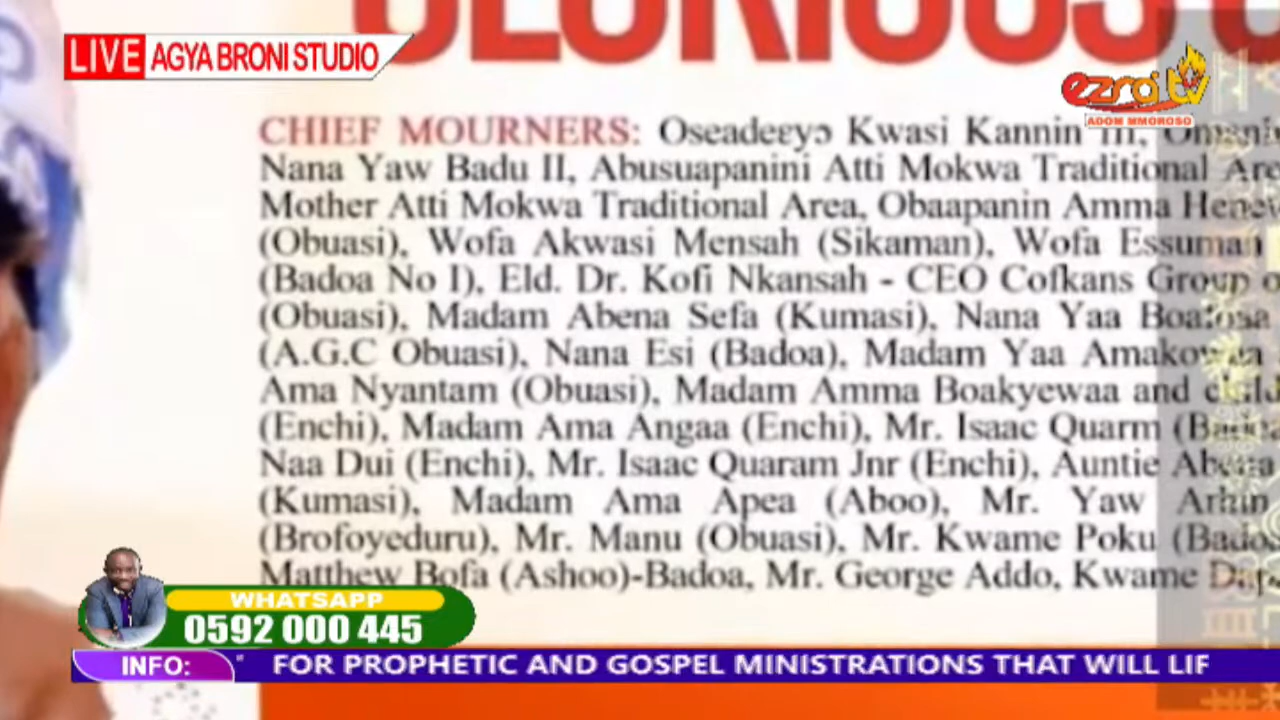 GLORIOUS
LIVE AGYA BRONI STUDIO
ezra tv
ADOM MMOROSO
CHIEF MOURNERS: Oseadeeyɔ Kwasi Kannin III,
Nana Yaw Badu II, Abusuapanini Atti Mokwa Traditional
Mother Atti Mokwa Traditional Area, Obaapanin Amma
(Obuasi), Wofa Akwasi Mensah (Sikaman), Wofa Essuman
(Badoa No I), Eld. Dr. Kofi Nkansah - CEO Cofkans Group
(Obuasi), Madam Abena Sefa (Kumasi), Nana Yaa
(A.G.C Obuasi), Nana Esi (Badoa), Madam Yaa
Ama Nyantam (Obuasi), Madam Amma Boakyewaa and
(Enchi), Madam Ama Angaa (Enchi), Mr. Isaac Quarm
Naa Dui (Enchi), Mr. Isaac Quaram Jnr (Enchi), Auntie Abena
(Kumasi), Madam Ama Apea (Aboo), Mr. Yaw Arhin
(Brofoyeduru), Mr. Manu (Obuasi), Mr. Kwame Poku
Matthew Bofa (Ashoo)-Badoa, Mr. George Addo, Kwame
WHATSAPP
0592 000 445
INFO: FOR PROPHETIC AND GOSPEL MINISTRATIONS THAT WILL LIF